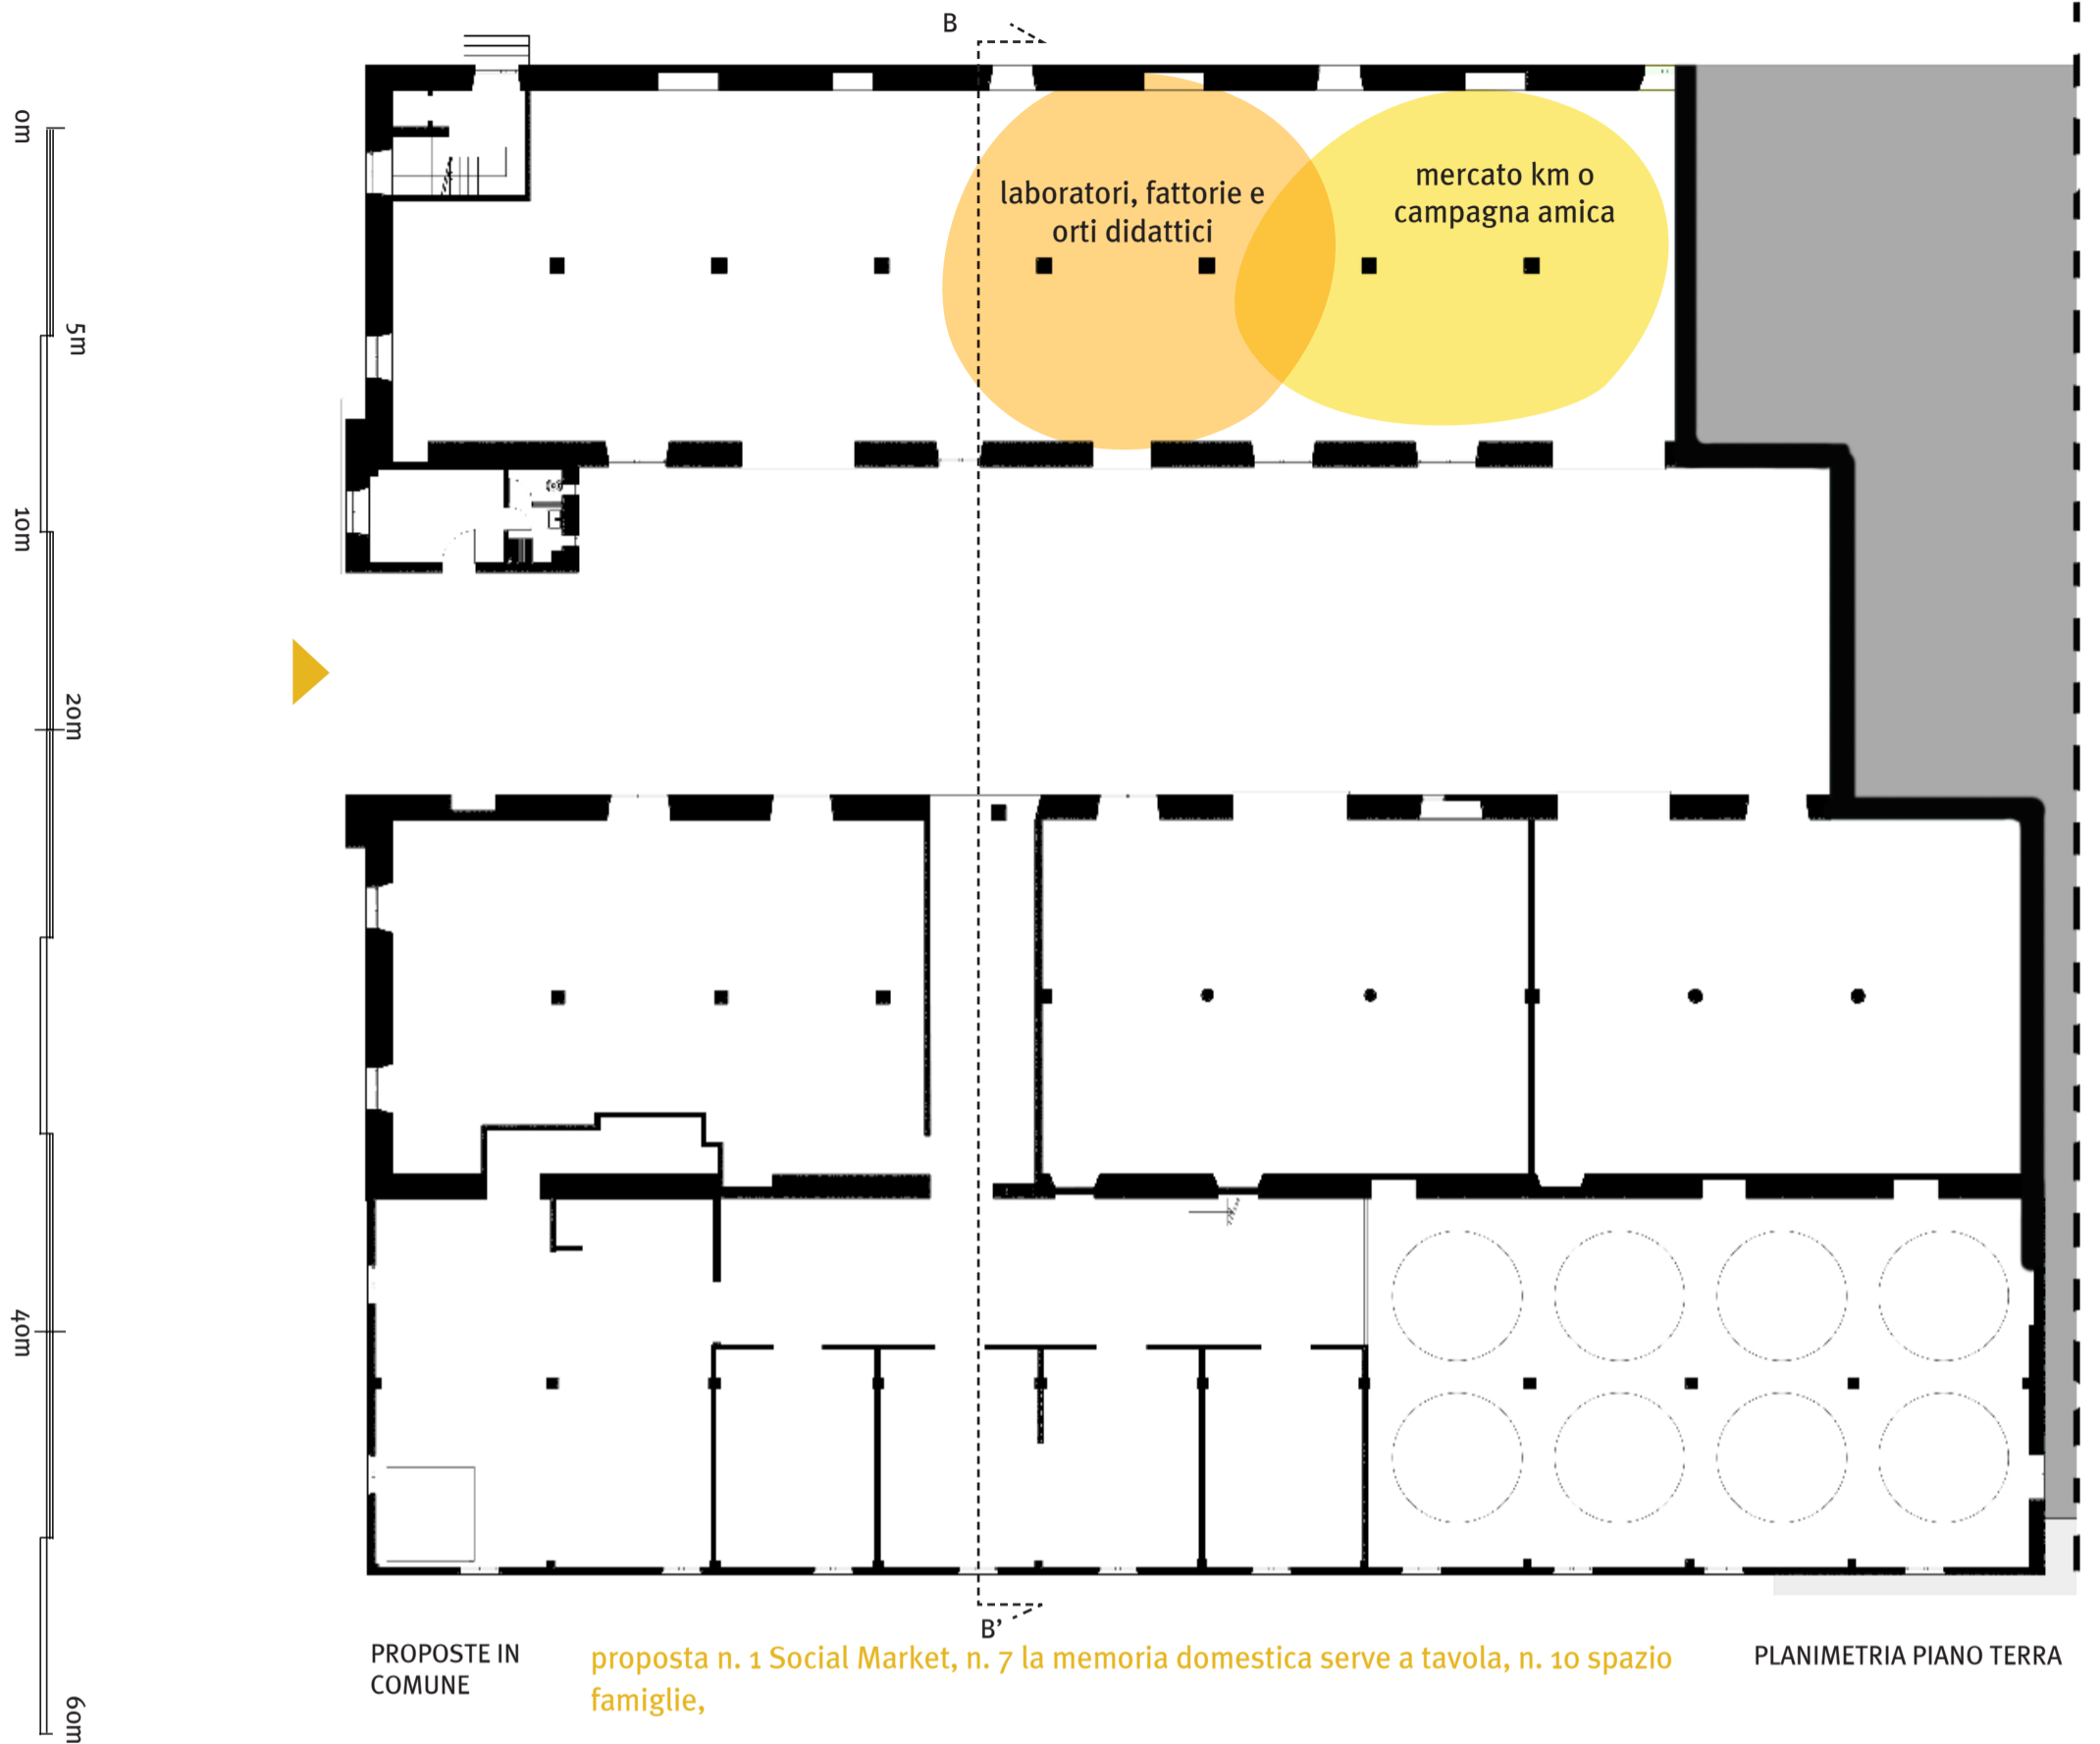 B
laboratori, fattorie e
orti didattici
mercato km 0
campagna amica
0m
5m
10m
20m
40m
60m
B'
PROPOSTE IN
COMUNE
proposta n. 1 Social Market, n. 7 la memoria domestica serve a tavola, n. 10 spazio
famiglie,
PLANIMETRIA PIANO TERRA